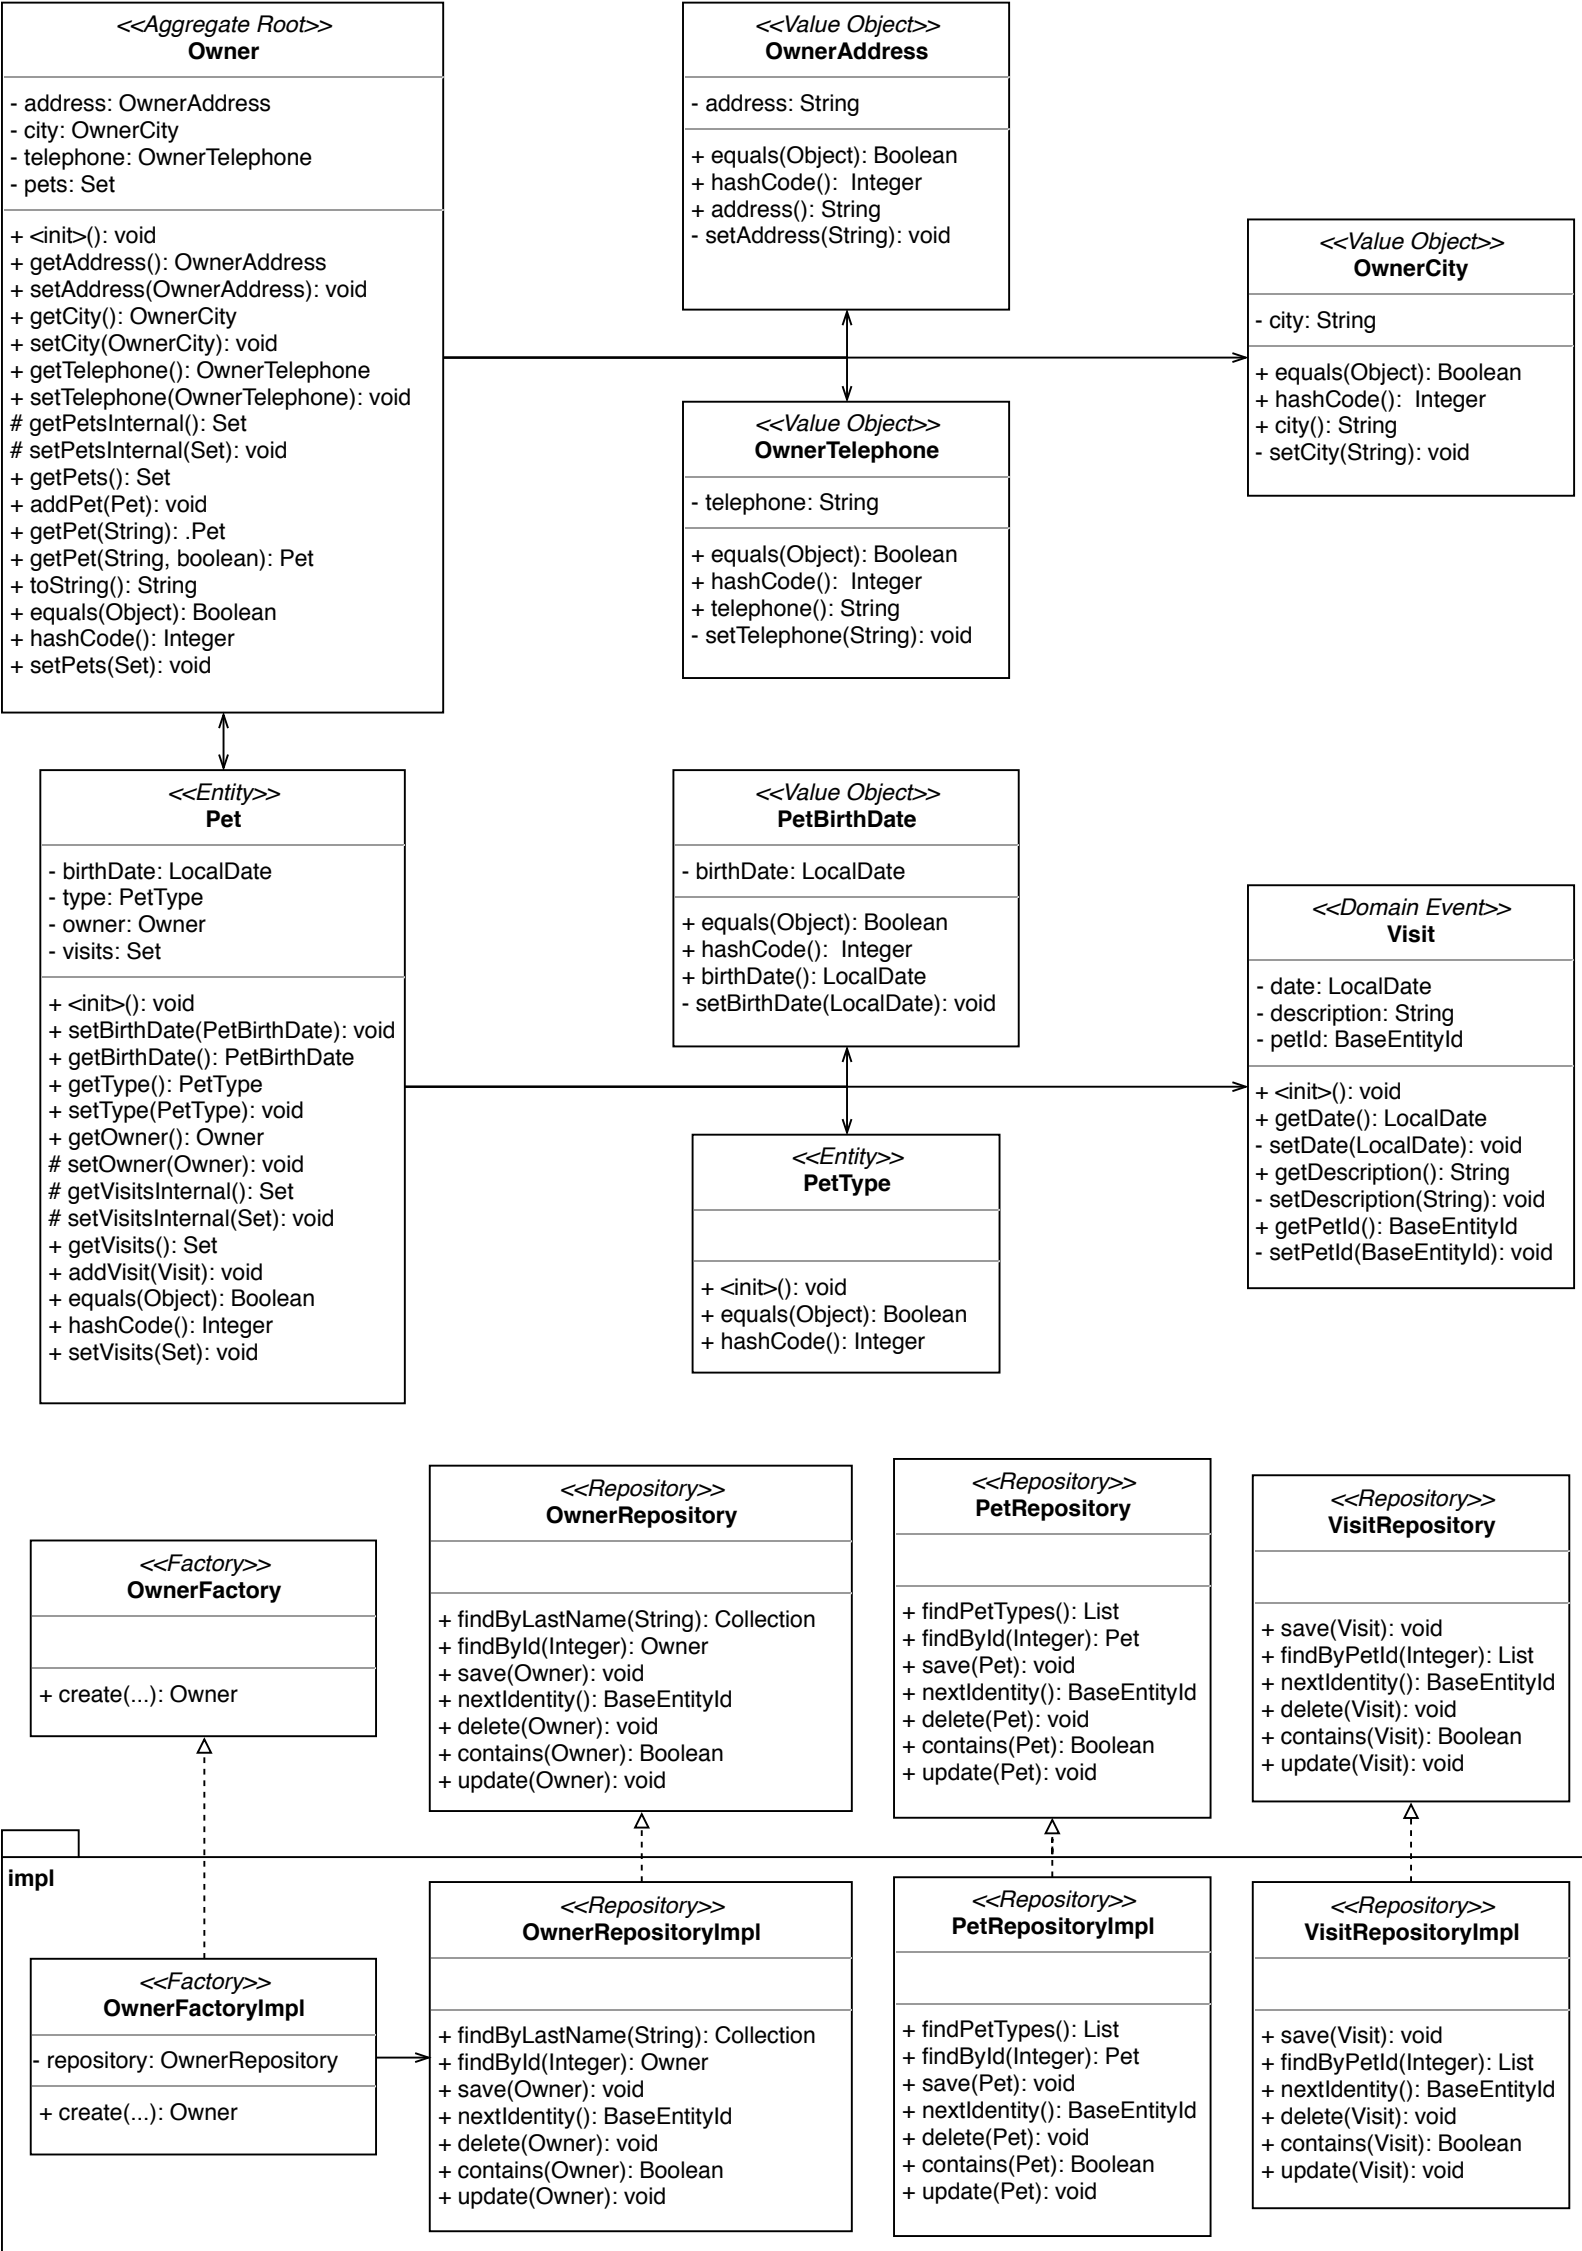 <<Aggregate Root>>
Owner
- address: OwnerAddress
- city: OwnerCity
- telephone: OwnerTelephone
- pets: Set
+ <init>(): void
+ getAddress(): OwnerAddress
+ setAddress(OwnerAddress): void
+ getCity(): OwnerCity
+ setCity(OwnerCity): void
+ getTelephone(): OwnerTelephone
+ setTelephone(OwnerTelephone): void
# getPetsInternal(): Set
# setPetsInternal(Set): void
+ getPets(): Set
+ addPet(Pet): void
+ getPet(String): .Pet
+ getPet(String, boolean): Pet
+ toString(): String
+ equals(Object): Boolean
+ hashCode(): Integer
+ setPets(Set): void
<<Value Object>>
OwnerAddress
- address: String
+ equals(Object): Boolean
+ hashCode():  Integer
+ address(): String
- setAddress(String): void
<<Value Object>>
OwnerCity
- city: String
+ equals(Object): Boolean
+ hashCode():  Integer
+ city(): String
- setCity(String): void
<<Value Object>>
OwnerTelephone
- telephone: String
+ equals(Object): Boolean
+ hashCode():  Integer
+ telephone(): String
- setTelephone(String): void
<<Entity>>
Pet
- birthDate: LocalDate
- type: PetType
- owner: Owner
- visits: Set
+ <init>(): void
+ setBirthDate(PetBirthDate): void
+ getBirthDate(): PetBirthDate
+ getType(): PetType
+ setType(PetType): void
+ getOwner(): Owner
# setOwner(Owner): void
# getVisitsInternal(): Set
# setVisitsInternal(Set): void
+ getVisits(): Set
+ addVisit(Visit): void
+ equals(Object): Boolean
+ hashCode(): Integer
+ setVisits(Set): void
<<Value Object>>
PetBirthDate
- birthDate: LocalDate
+ equals(Object): Boolean
+ hashCode():  Integer
+ birthDate(): LocalDate
- setBirthDate(LocalDate): void
<<Domain Event>>
Visit
- date: LocalDate
- description: String
- petId: BaseEntityId
+ <init>(): void
+ getDate(): LocalDate
- setDate(LocalDate): void
+ getDescription(): String
- setDescription(String): void
+ getPetId(): BaseEntityId
- setPetId(BaseEntityId): void
<<Entity>>
PetType
+ <init>(): void
+ equals(Object): Boolean
+ hashCode(): Integer
<<Factory>>
OwnerFactory
+ create(...): Owner
<<Repository>>
OwnerRepository
+ findByLastName(String): Collection
+ findById(Integer): Owner
+ save(Owner): void
+ nextIdentity(): BaseEntityId
+ delete(Owner): void
+ contains(Owner): Boolean
+ update(Owner): void
<<Repository>>
PetRepository
+ findPetTypes(): List
+ findById(Integer): Pet
+ save(Pet): void
+ nextIdentity(): BaseEntityId
+ delete(Pet): void
+ contains(Pet): Boolean
+ update(Pet): void
<<Repository>>
VisitRepository
+ save(Visit): void
+ findByPetId(Integer): List
+ nextIdentity(): BaseEntityId
+ delete(Visit): void
+ contains(Visit): Boolean
+ update(Visit): void
impl
<<Factory>>
OwnerFactoryImpl
- repository: OwnerRepository
+ create(...): Owner
<<Repository>>
OwnerRepositoryImpl
+ findByLastName(String): Collection
+ findById(Integer): Owner
+ save(Owner): void
+ nextIdentity(): BaseEntityId
+ delete(Owner): void
+ contains(Owner): Boolean
+ update(Owner): void
<<Repository>>
PetRepositoryImpl
+ findPetTypes(): List
+ findById(Integer): Pet
+ save(Pet): void
+ nextIdentity(): BaseEntityId
+ delete(Pet): void
+ contains(Pet): Boolean
+ update(Pet): void
<<Repository>>
VisitRepositoryImpl
+ save(Visit): void
+ findByPetId(Integer): List
+ nextIdentity(): BaseEntityId
+ delete(Visit): void
+ contains(Visit): Boolean
+ update(Visit): void